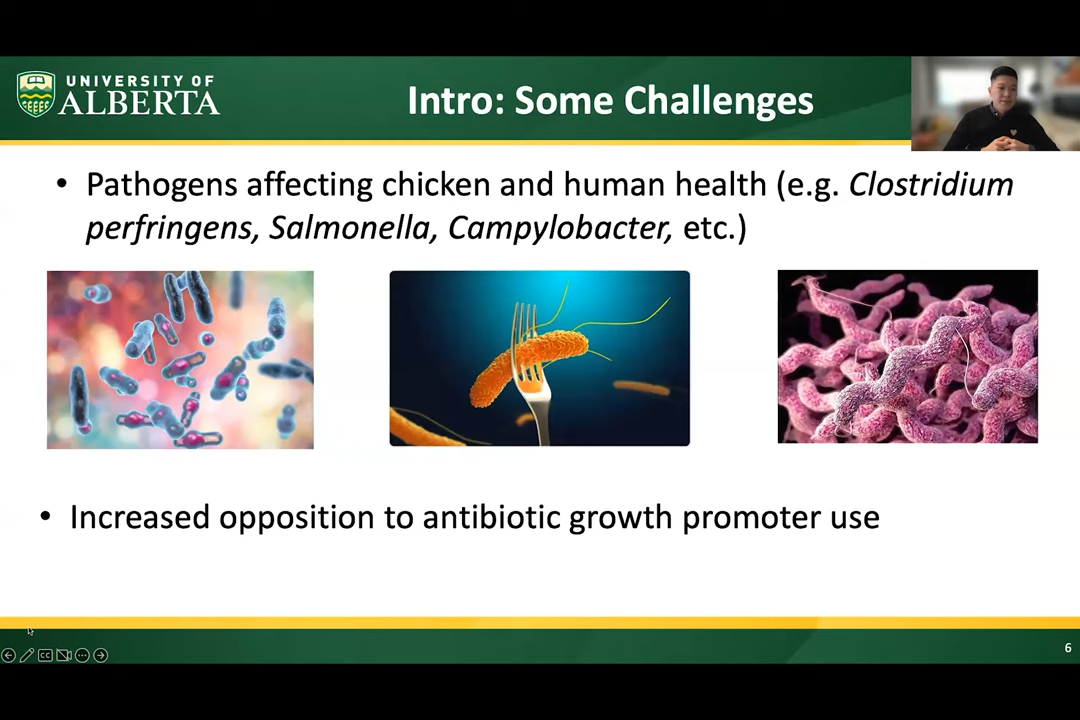 UNIVERSITY OF
ALBERTA
Intro: Some Challenges
• Pathogens affecting chicken and human health (e.g. Clostridium
perfringens, Salmonella, Campylobacter, etc.)
• Increased opposition to antibiotic growth promoter use
6
CC